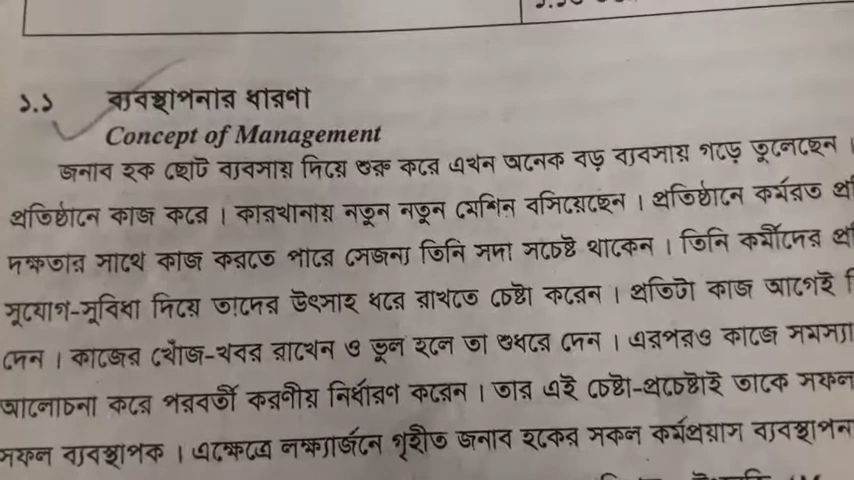 ১.১ ব্যবস্থাপনার ধারণা
Concept of Management
জনাব হক ছোট ব্যবসায় দিয়ে শুরু করে এখন অনেক বড় ব্যবসায় গড়ে তুলেছেন ।
প্রতিষ্ঠানে কাজ করে । কারখানায় নতুন নতুন মেশিন বসিয়েছেন । প্রতিষ্ঠানে কর্মরত
দক্ষতার সাথে কাজ করতে পারে সেজন্য তিনি সদা সচেষ্ট থাকেন । তিনি কর্মীদের
সুযোগ-সুবিধা দিয়ে তাদের উৎসাহ ধরে রাখতে চেষ্টা করেন । প্রতিটা কাজ আগেই
দেন । কাজের খোঁজ-খবর রাখেন ও ভুল হলে তা শুধরে দেন । এরপরও কাজে সমস্যা
আলোচনা করে পরবর্তী করণীয় নির্ধারণ করেন । তার এই চেষ্টা-প্রচেষ্টাই তাকে সফল
সফল ব্যবস্থাপক । এক্ষেত্রে লক্ষ্যার্জনে গৃহীত জনাব হকের সকল কর্মপ্রয়াস ব্যবস্থাপন